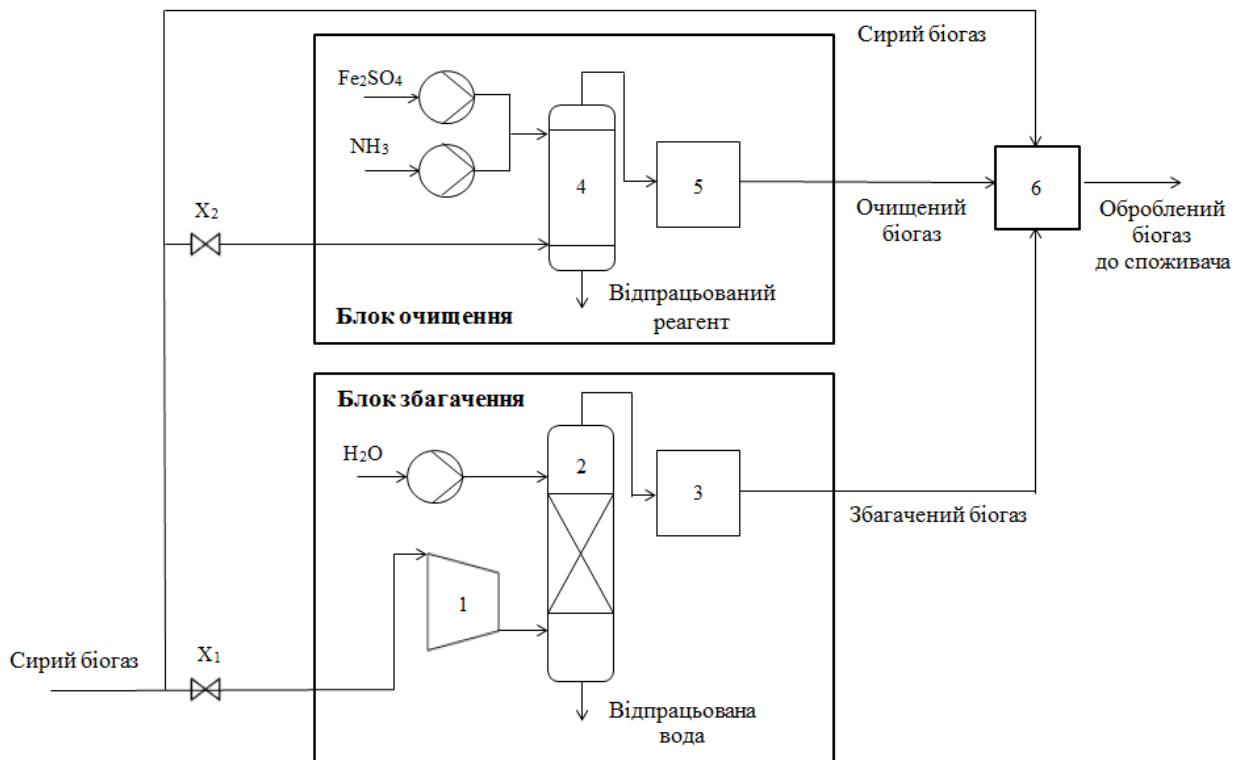 Сирий біогаз
Fe₂SO₄
NH₃
4
5
6
X₂
Очищений
біогаз
Оброблений
біогаз
до споживача
Відпрацьований
реагент
Блок очищення
Блок збагачення
H₂O
2
3
Збагачений біогаз
1
Сирий біогаз
X₁
Відпрацьована
вода